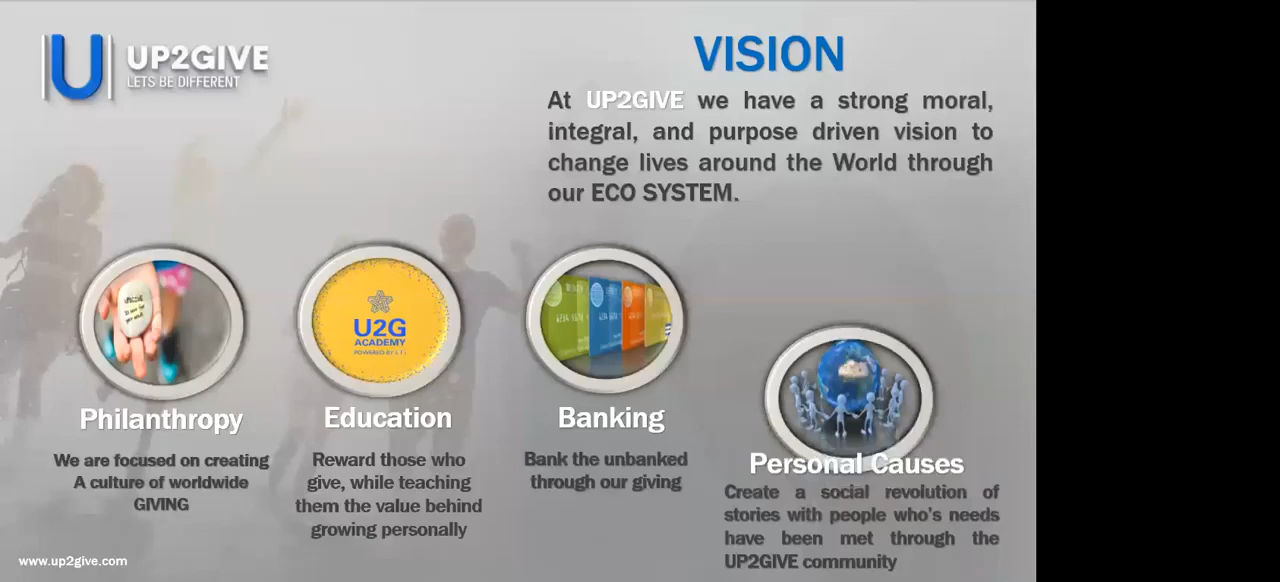 U
UP2GIVE
LETS BE DIFFERENT
VISION
At UP2GIVE we have a strong moral,
integral, and purpose driven vision to
change lives around the World through
our ECO SYSTEM.
UP2GIVE
U2G
ACADEMY
POWERED BY
Philanthropy
We are focused on creating
A culture of worldwide
GIVING
Education
Reward those who
give, while teaching
them the value behind
growing personally
Banking
Bank the unbanked
through our giving
Personal Causes
Create a social revolution of
stories with people who's needs
have been met through the
UP2GIVE community
www.up2give.com